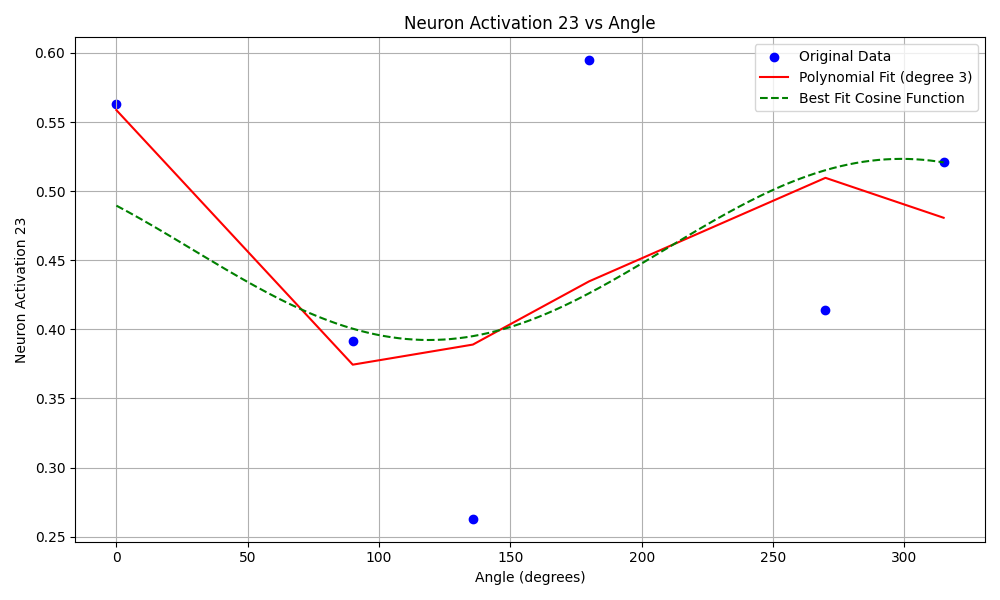 Neuron Activation 23 vs Angle
Original Data
Polynomial Fit (degree 3)
Best Fit Cosine Function
0.60
0.55
0.50
0.45
0.40
0.35
0.30
0.25
Neuron Activation 23
0 50 100 150 200 250 300
Angle (degrees)